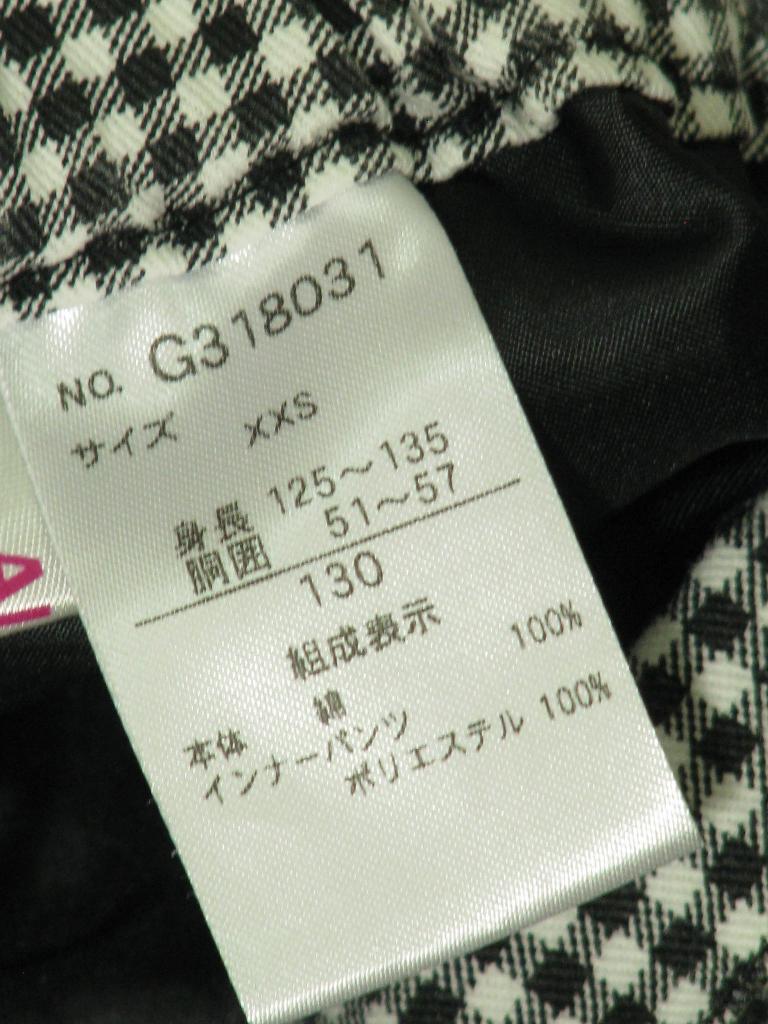 NO. G318031
サイズ XXS
身長 125～135
胴囲 51～57
130
組成表示
本体 綿 100%
インナーパンツ
ポリエステル 100%